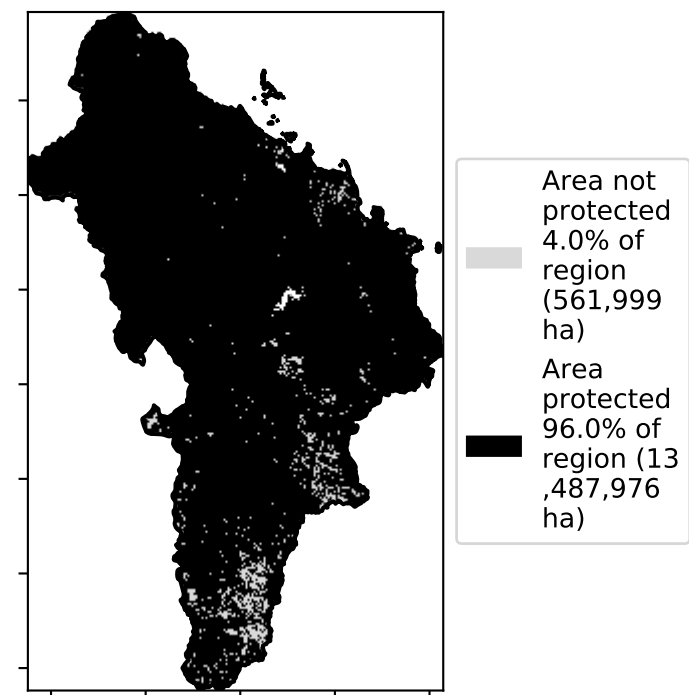 Area not
protected
4.0% of
region
(561,999
ha)
Area
protected
96.0% of
region (13
,487,976
ha)